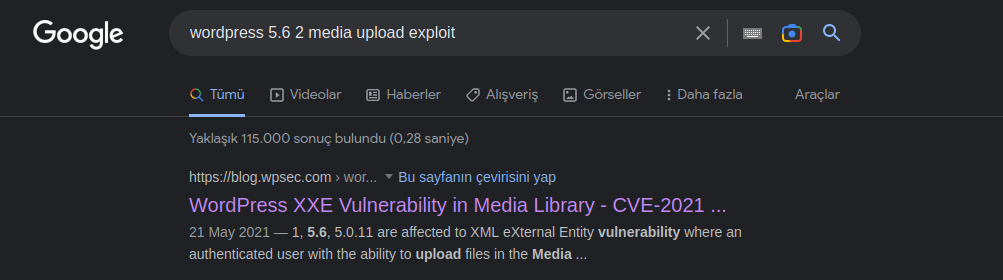 Google
wordpress 5.6 2 media upload exploit
Tümü Videolar Haberler Alışveriş Görseller Daha fazla Araçlar
Yaklaşık 115.000 sonuç bulundu (0,28 saniye)
https://blog.wpsec.com › wor... Bu sayfanın çevirisini yap
WordPress XXE Vulnerability in Media Library - CVE-2021 ...
21 May 2021 — 1, 5.6, 5.0.11 are affected to XML eXternal Entity vulnerability where an
authenticated user with the ability to upload files in the Media ...